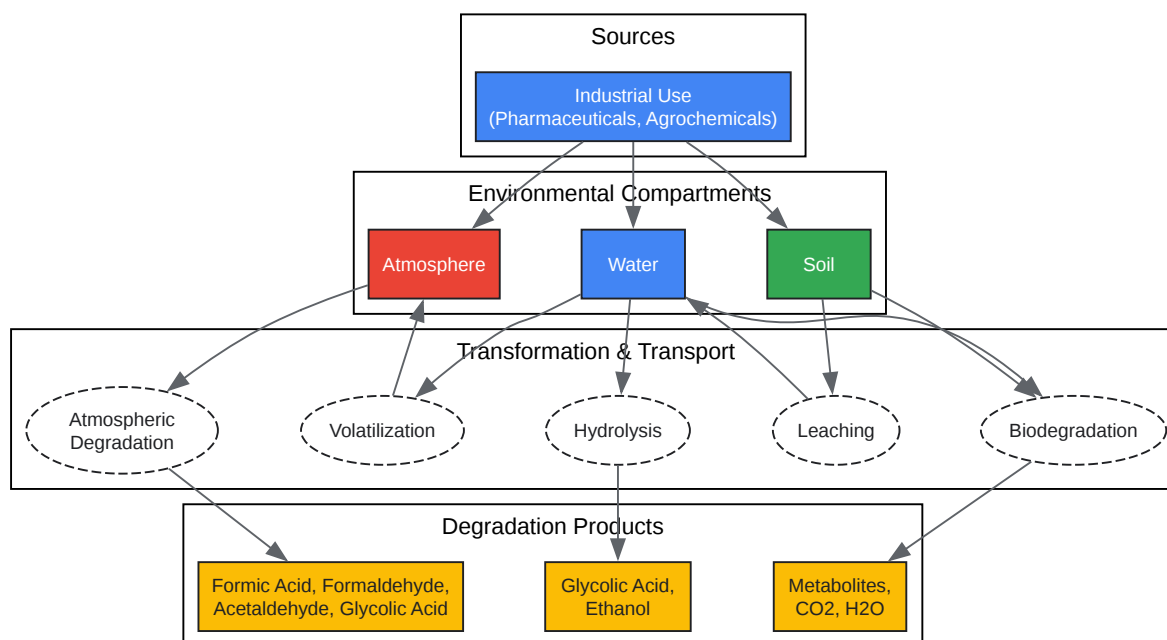 Sources
Industrial Use
(Pharmaceuticals, Agrochemicals)
Environmental Compartments
Atmosphere
Water
Soil
Transformation & Transport
Atmospheric
Degradation
Volatilization
Hydrolysis
Leaching
Biodegradation
Degradation Products
Formic Acid, Formaldehyde,
Acetaldehyde, Glycolic Acid
Glycolic Acid,
Ethanol
Metabolites,
CO2, H2O